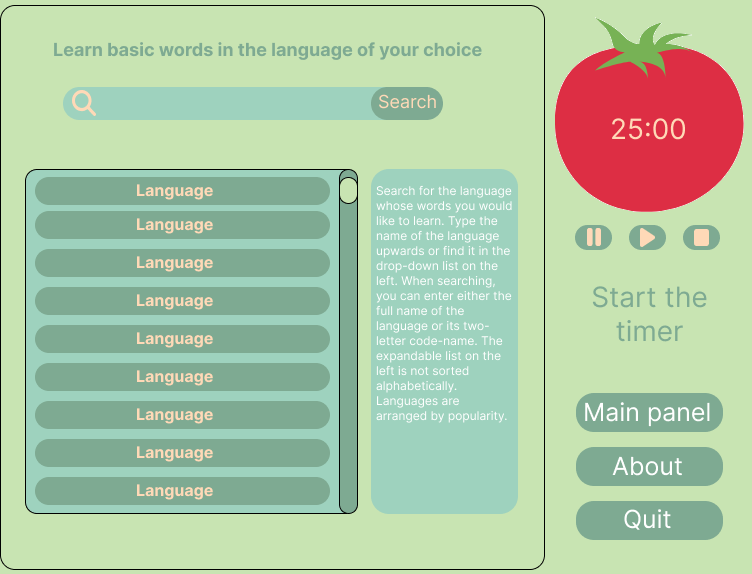 Learn basic words in the language of your choice
Search
Language
Language
Language
Language
Language
Language
Language
Language
Language
Search for the language
whose words you would
like to learn. Type the
name of the language
upwards or find it in the
drop-down list on the
left. When searching,
you can enter either the
full name of the
language or its two-
letter code-name. The
expandable list on the
left is not sorted
alphabetically.
Languages are
arranged by popularity.
25:00
Start the
timer
Main panel
About
Quit